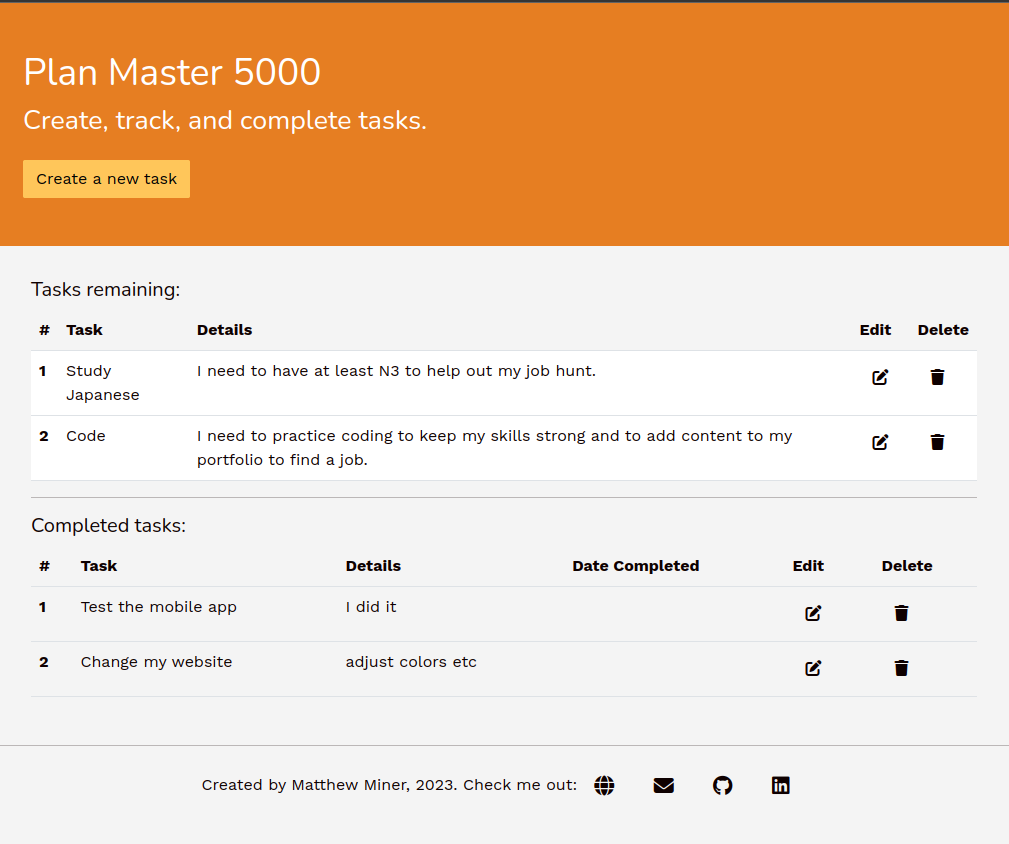 Plan Master 5000
Create, track, and complete tasks.
Create a new task
Tasks remaining:
# Task Details Edit Delete
1 Study Japanese I need to have at least N3 to help out my job hunt.
2 Code I need to practice coding to keep my skills strong and to add content to my
portfolio to find a job.
Completed tasks:
# Task Details Date Completed Edit Delete
1 Test the mobile app I did it
2 Change my website adjust colors etc
Created by Matthew Miner, 2023. Check me out: